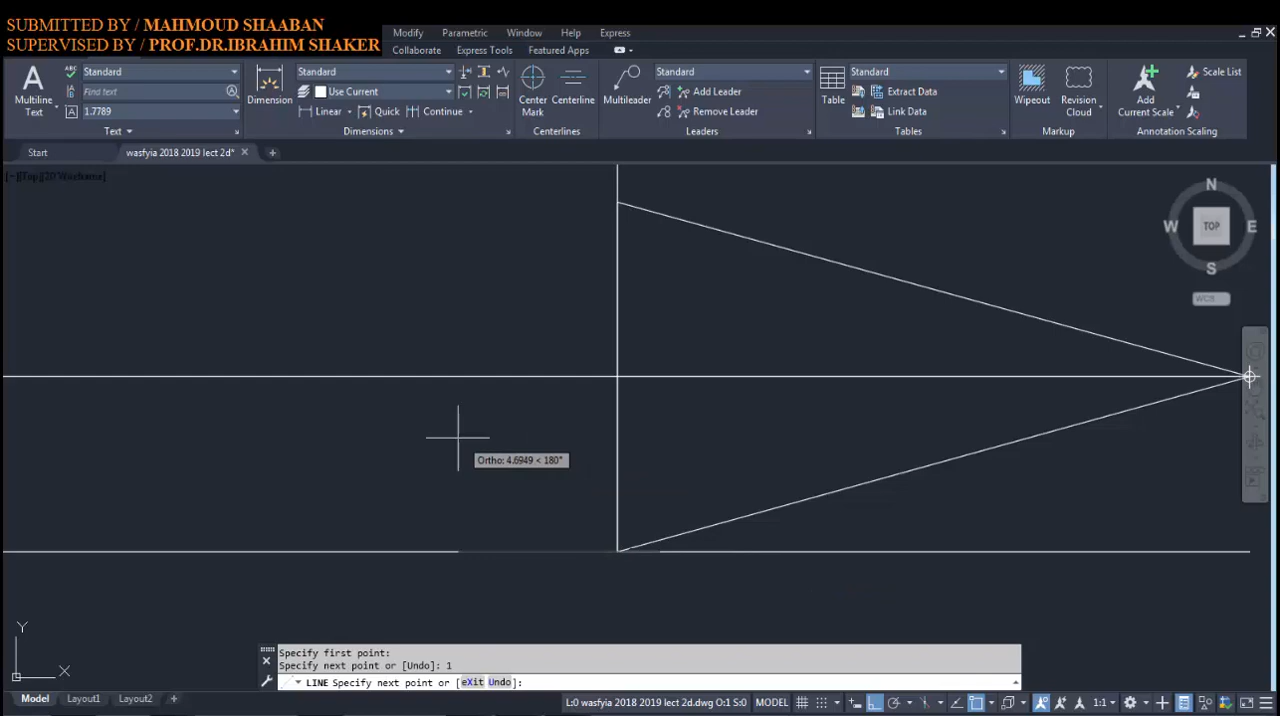 SUBMITTED BY / MAHMOUD SHAABAN
SUPERVISED BY / PROF.DR.IBRAHIM SHAKER
Modify Parametric Window Help Express
Collaborate Express Tools Featured Apps
Multiline Text
ABC Standard
Find text
1.7789
Text
Dimension
Standard
Use Current
Linear Quick Continue
Dimensions
Center Mark
Centerline
Centerlines
Multileader
Standard
Add Leader
Remove Leader
Leaders
Table
Standard
Extract Data
Link Data
Tables
Wipeout
Revision Cloud
Markup
Add Current Scale
Scale List
Annotation Scaling
Start wasfyia 2018 2019 lect 2d* +
[−][Top][2D Wireframe]
N
W TOP E
S
WCS
Ortho: 4.6949 < 180°
Y
X
Specify first point:
Specify next point or [Undo]: 1
LINE Specify next point or [eXit Undo]:
Model Layout1 Layout2 +
L:0 wasfyia 2018 2019 lect 2d.dwg O:1 S:0 MODEL 1:1